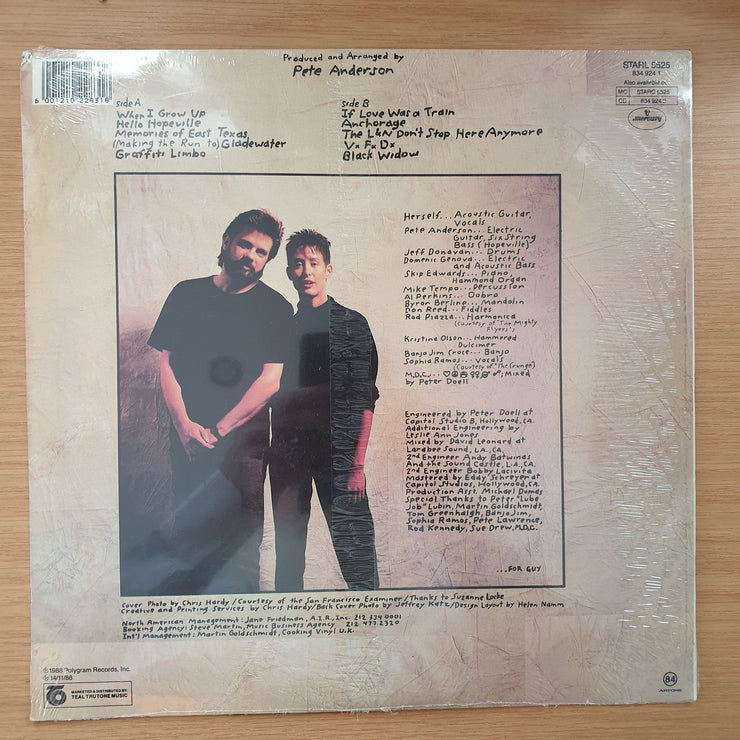 Produced and Arranged by
Pete Anderson
STARL 5525
834 924 1
Also available on
MC STARC 5525
CD 834 924
6 001210 224318
Side A
When I Grow Up
Hello Hopeville
Memories of East Texas
(Making the Run to) Gladewater
Graffiti Limbo
Side B
If Love Was a Train
Anchorage
The L&N Don't Stop Here Anymore
V × F × D ×
Black Widow
Herself... Acoustic Guitar,
Vocals
Pete Anderson... Electric
Guitar, Six String
Bass (Hopeville)
Jeff Donavan... Drums
Domenic Genova... Electric
and Acoustic Bass
Skip Edwards... Piano,
Hammond Organ
Mike Tempo... Percussion
Al Perkins... Dobro
Byron Berline... Mandolin
Don Reed... Fiddles
Rod Piazza... Harmonica
(Courtesy of "The Mighty
Flyers")
Kristina Olson... Hammered
Dulcimer
Banjo Jim Croce... Banjo
Sophia Ramos... Vocals
(Courtesy of "The Grunge")
M.D.C.... ; Mixed
by Peter Doell
Engineered by Peter Doell at
Capitol Studio B, Hollywood, CA.
Additional Engineering by
Leslie Ann Jones
Mixed by David Leonard at
Larabee Sound, L.A., CA.
2nd Engineer Andy Batwinas
And the Sound Castle, L.A., CA.
2nd Engineer Bobby Lacivita
Mastered by Eddy Schreyer at
Capitol Studios, Hollywood, CA.
Production Asst. Michael Dumas
Special Thanks to Peter "Lube
Job" Lubin, Martin Goldschmidt,
Tom Greenhalgh, Banjo Jim,
Sophia Ramos, Pete Lawrence,
Rod Kennedy, Sue Drew, M.D.C.
...FOR GUY
Cover Photo by Chris Hardy / Courtesy of the San Francisco Examiner / Thanks to Suzanne Locke
Creative and Printing Services by Chris Hardy / Back Cover Photo by Jeffrey Katz / Design Layout by Helen Namm
North American Management: Jane Friedman, A.I.R., Inc. 212 334 0001
Booking Agency: Steve Martin, Music Business Agency 212 477 2320
Int'l Management: Martin Goldschmidt, Cooking Vinyl U.K.
℗ 1988 Polygram Records, Inc.
14/11/88
MARKETED & DISTRIBUTED BY:
TEAL TRUTONE MUSIC
84
ARTONE